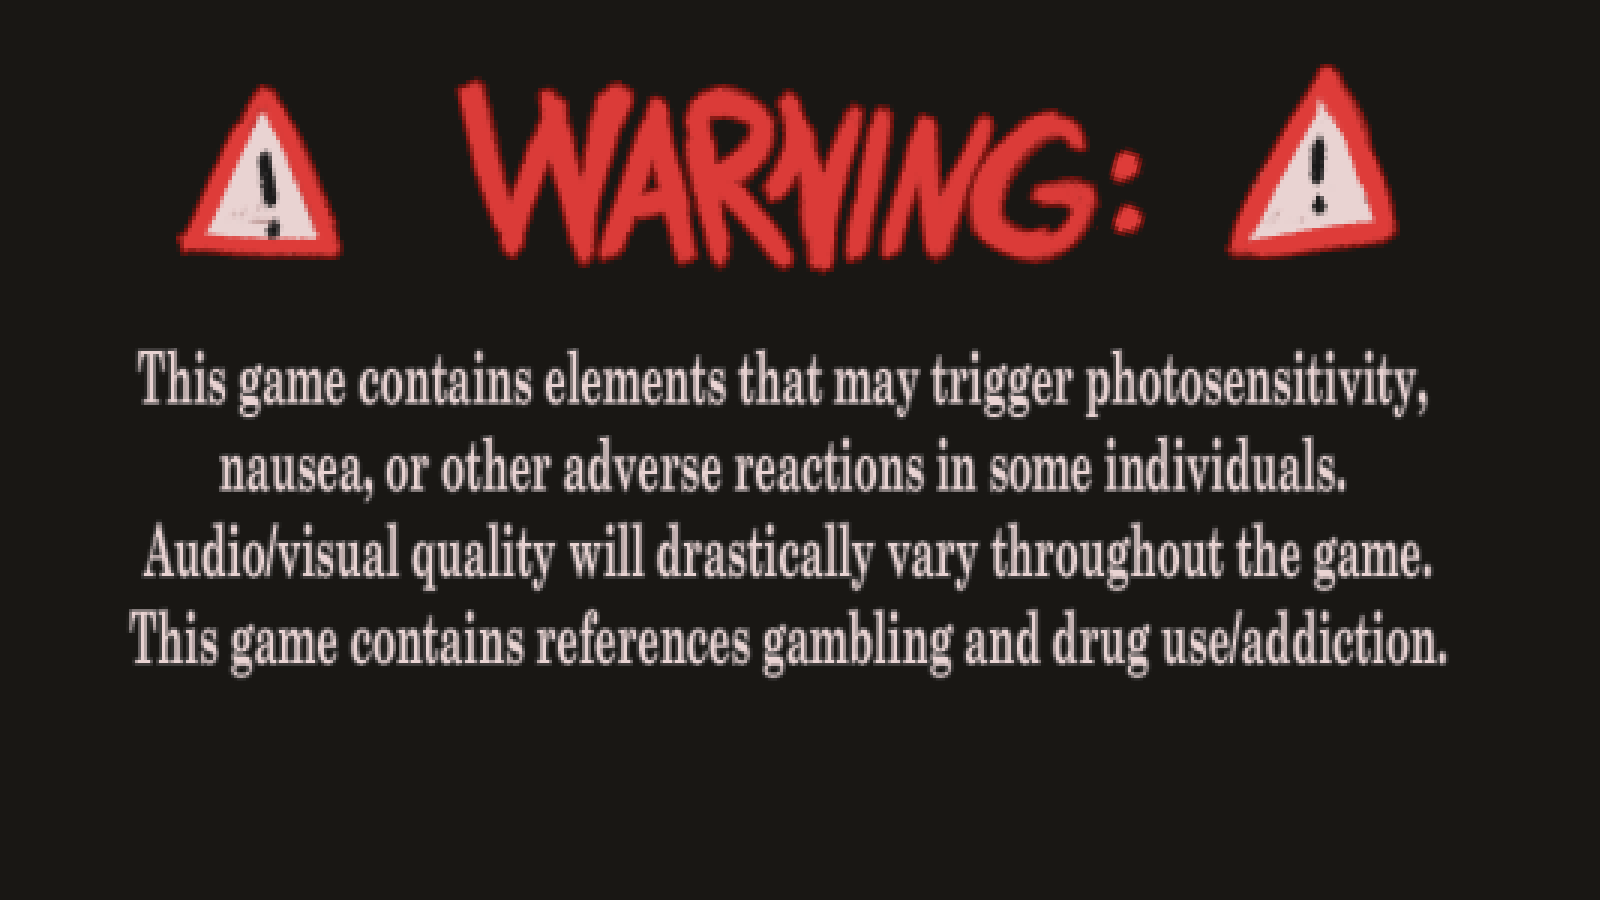 WARNING:
This game contains elements that may trigger photosensitivity,
nausea, or other adverse reactions in some individuals.
Audio/visual quality will drastically vary throughout the game.
This game contains references gambling and drug use/addiction.